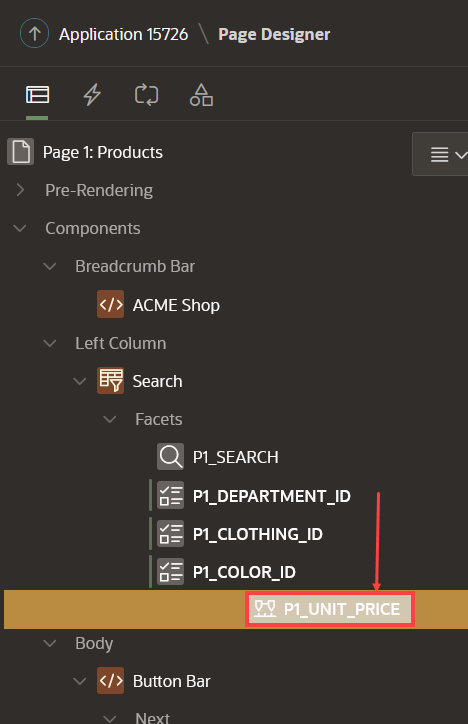 Application 15726 \ Page Designer
Page 1: Products
Pre-Rendering
Components
Breadcrumb Bar
ACME Shop
Left Column
Search
Facets
P1_SEARCH
P1_DEPARTMENT_ID
P1_CLOTHING_ID
P1_COLOR_ID
P1_UNIT_PRICE
Body
Button Bar
Next